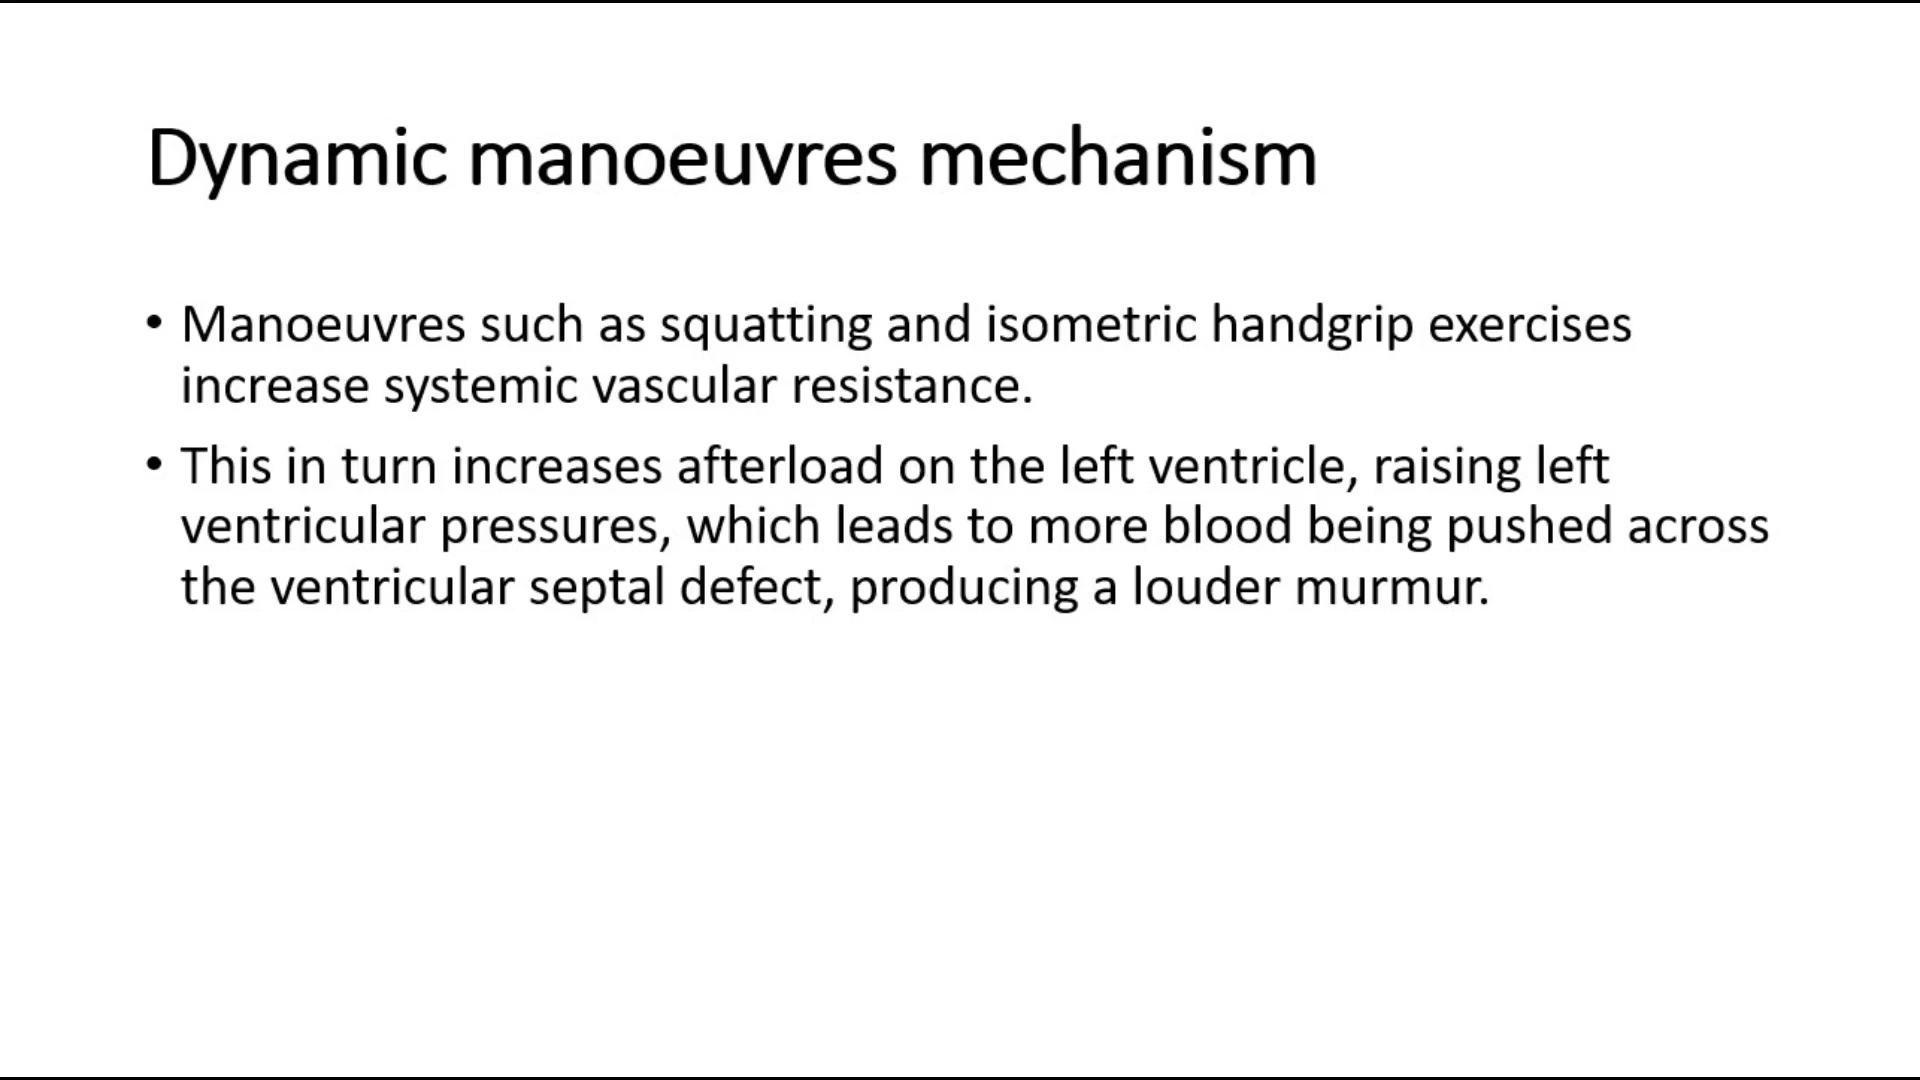 Dynamic manoeuvres mechanism
• Manoeuvres such as squatting and isometric handgrip exercises
increase systemic vascular resistance.
• This in turn increases afterload on the left ventricle, raising left
ventricular pressures, which leads to more blood being pushed across
the ventricular septal defect, producing a louder murmur.